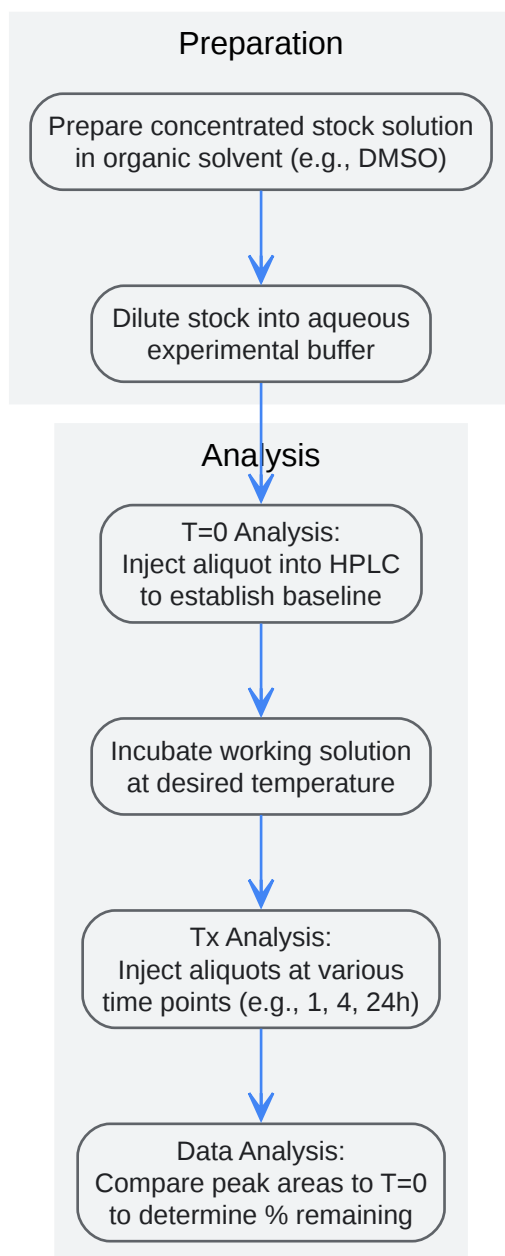 Preparation
Prepare concentrated stock solution
in organic solvent (e.g., DMSO)
Dilute stock into aqueous
experimental buffer
Analysis
T=0 Analysis:
Inject aliquot into HPLC
to establish baseline
Incubate working solution
at desired temperature
Tx Analysis:
Inject aliquots at various
time points (e.g., 1, 4, 24h)
Data Analysis:
Compare peak areas to T=0
to determine % remaining